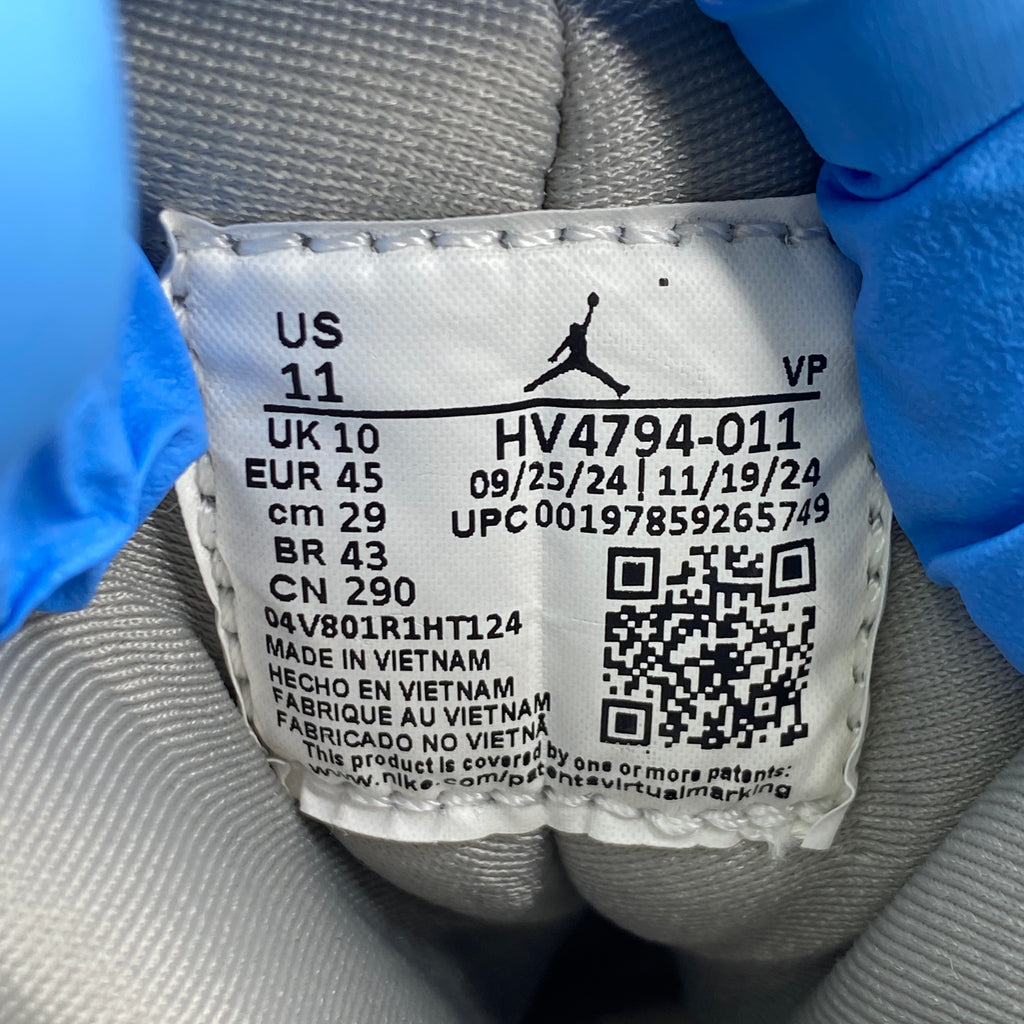 US
11
VP
UK 10
EUR 45
cm 29
BR 43
CN 290
HV4794-011
09/25/24 | 11/19/24
UPC00197859265749
04V801R1HT124
MADE IN VIETNAM
HECHO EN VIETNAM
FABRIQUE AU VIETNAM
FABRICADO NO VIETNÃ
This product is covered by one or more patents:
www.nike.com/patentsvirtualmarking